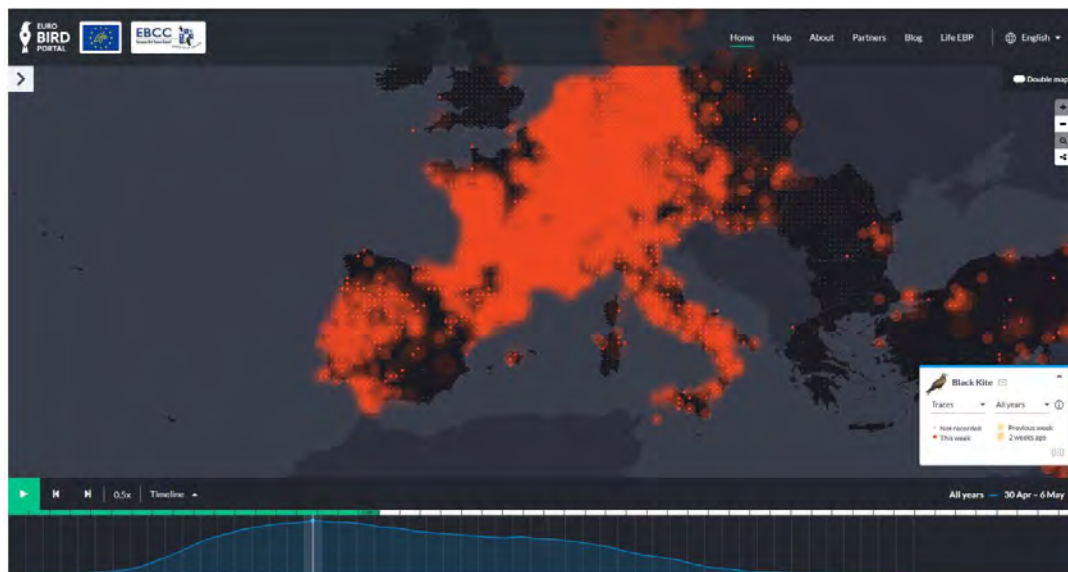 EURO
BIRD
PORTAL
EBCC
Home Help About Partners Blog Life EBP English
Double map
Black Kite
Traces All years
Not recorded Previous week
This week 2 weeks ago
0.5x Timeline All years — 30 Apr - 6 May